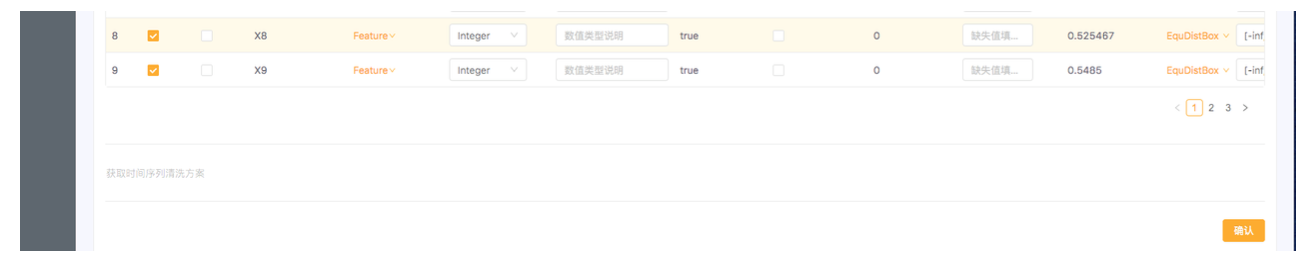 8 X8 Feature Integer 数值类型说明 true 0 缺失值填... 0.525467 EquDistBox [-inf
9 X9 Feature Integer 数值类型说明 true 0 缺失值填... 0.5485 EquDistBox [-inf
< 1 2 3 >
获取时间序列清洗方案
确认